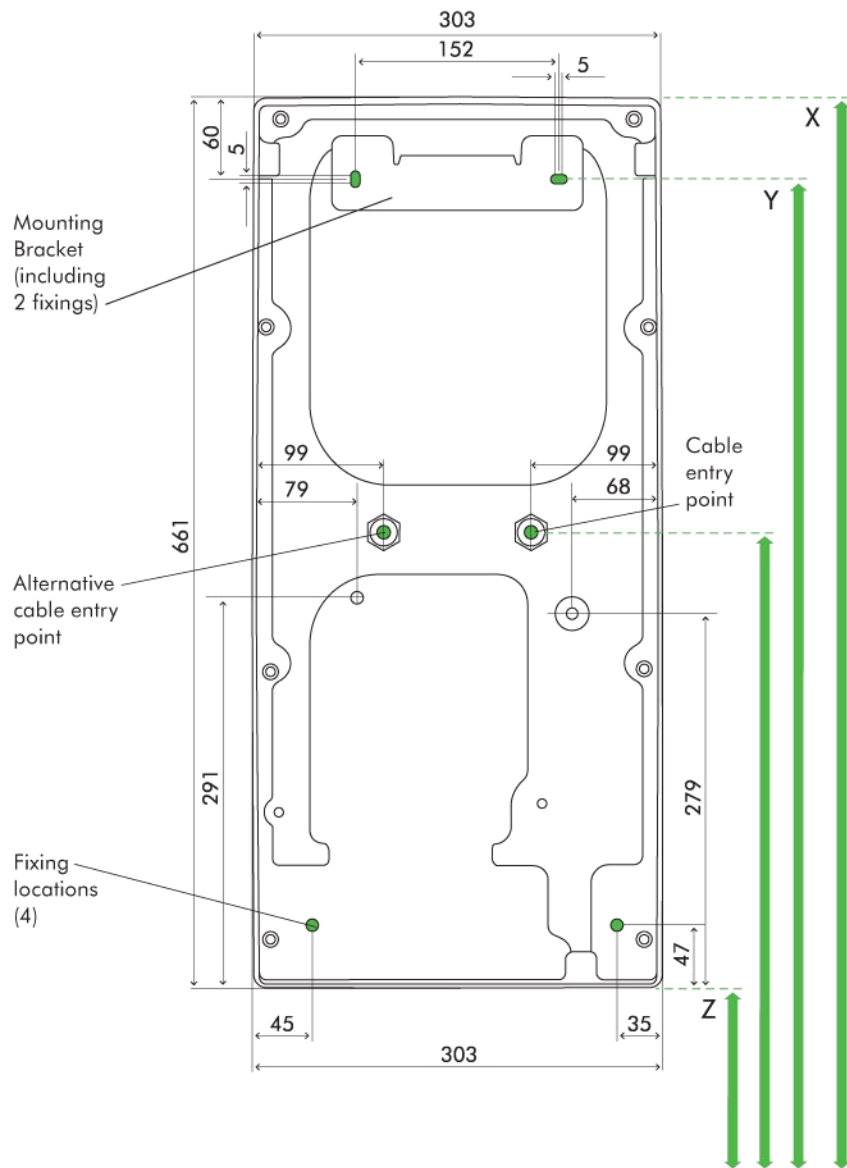 303
152
5
X
60
5
Y
Mounting
Bracket
(including
2 fixings)
99
99
Cable
entry
point
79
68
661
Alternative
cable entry
point
291
279
Fixing
locations
(4)
47
Z
45
35
303